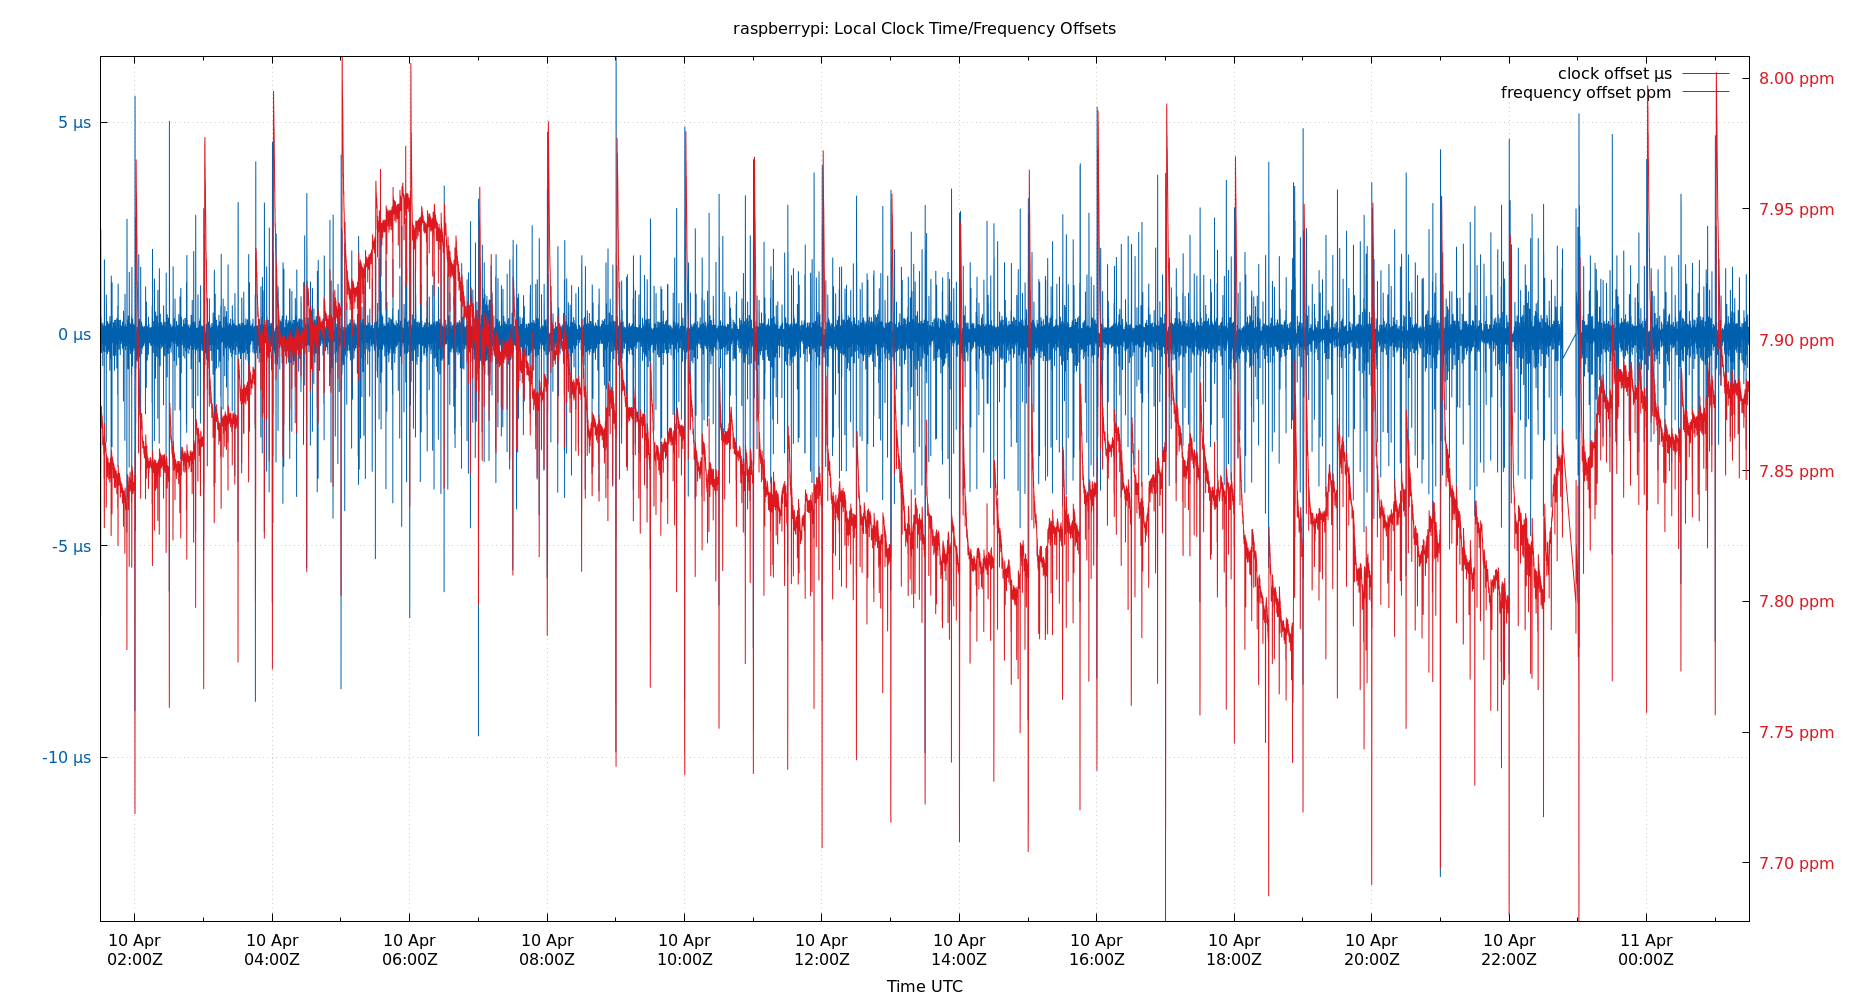 raspberrypi: Local Clock Time/Frequency Offsets
clock offset µs
frequency offset ppm
5 µs
0 µs
-5 µs
-10 µs
8.00 ppm
7.95 ppm
7.90 ppm
7.85 ppm
7.80 ppm
7.75 ppm
7.70 ppm
10 Apr 10 Apr 10 Apr 10 Apr 10 Apr 10 Apr 10 Apr 10 Apr 10 Apr 10 Apr 10 Apr 11 Apr
02:00Z 04:00Z 06:00Z 08:00Z 10:00Z 12:00Z 14:00Z 16:00Z 18:00Z 20:00Z 22:00Z 00:00Z
Time UTC